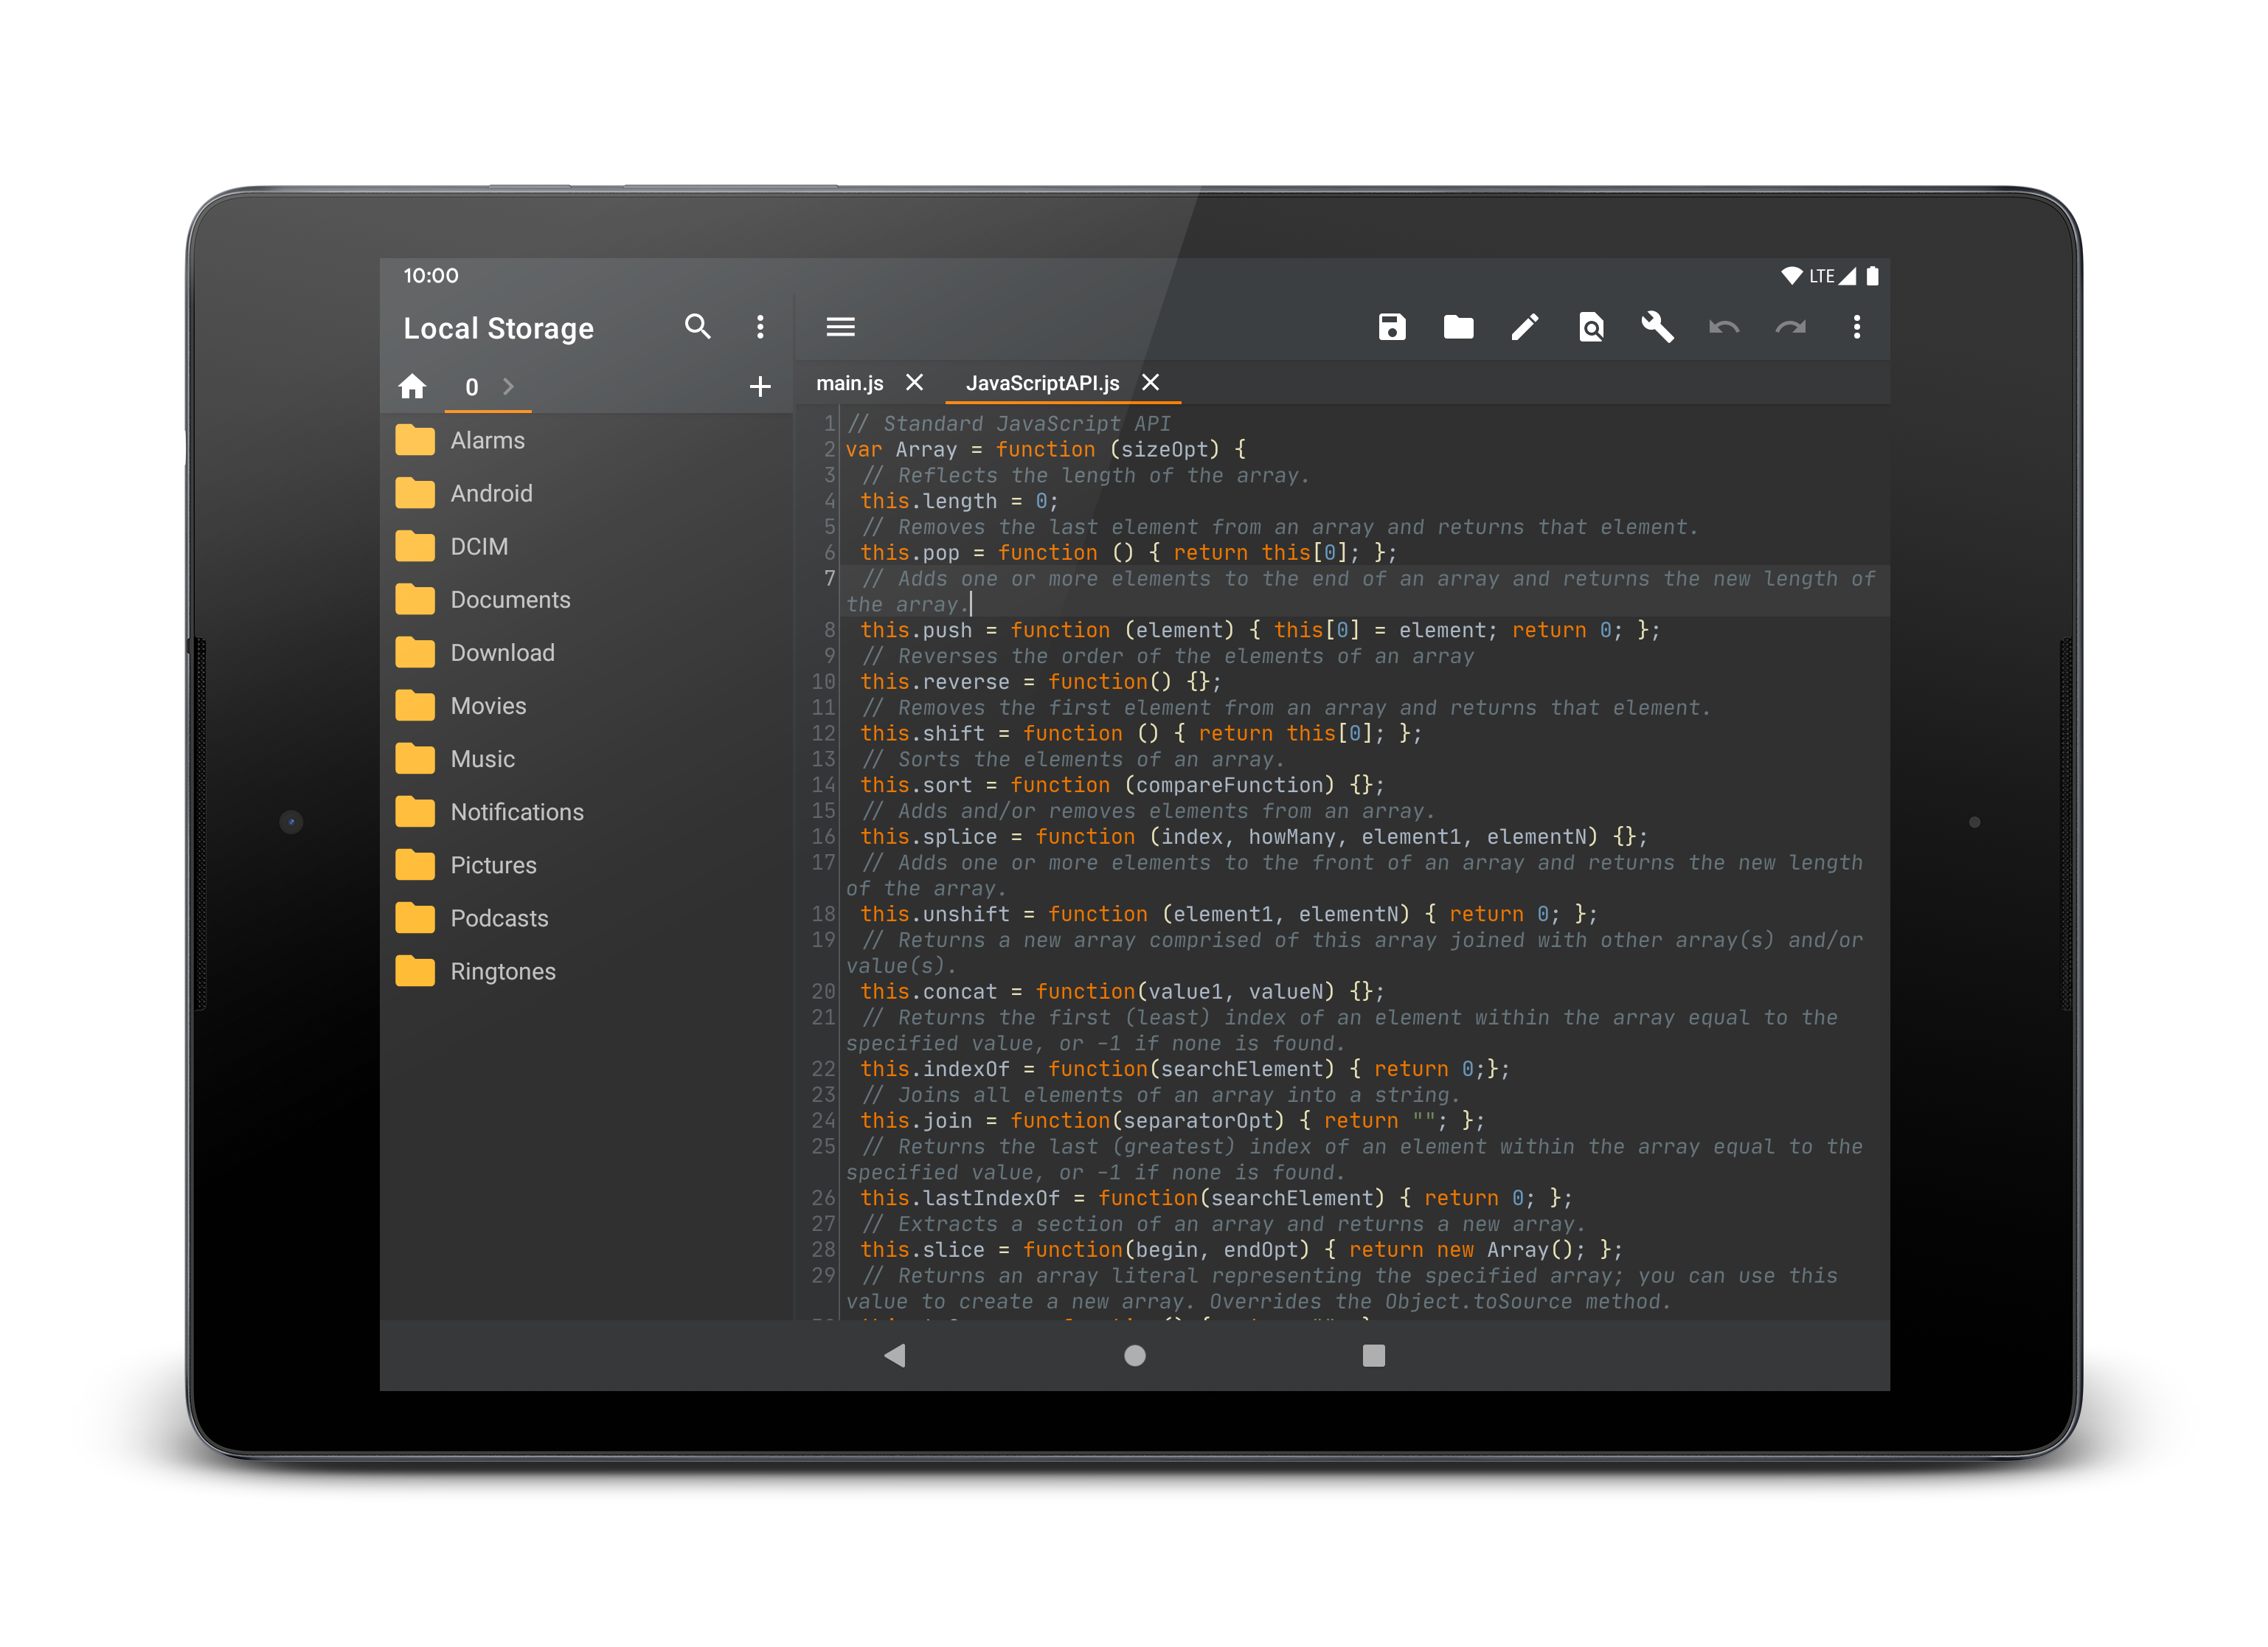 10:00
LTE
Local Storage
0
Alarms
Android
DCIM
Documents
Download
Movies
Music
Notifications
Pictures
Podcasts
Ringtones
main.js
JavaScriptAPI.js
1 // Standard JavaScript API
2 var Array = function (sizeOpt) {
3 // Reflects the length of the array.
4 this.length = 0;
5 // Removes the last element from an array and returns that element.
6 this.pop = function () { return this[0]; };
7 // Adds one or more elements to the end of an array and returns the new length of
the array.
8 this.push = function (element) { this[0] = element; return 0; };
9 // Reverses the order of the elements of an array
10 this.reverse = function() {};
11 // Removes the first element from an array and returns that element.
12 this.shift = function () { return this[0]; };
13 // Sorts the elements of an array.
14 this.sort = function (compareFunction) {};
15 // Adds and/or removes elements from an array.
16 this.splice = function (index, howMany, element1, elementN) {};
17 // Adds one or more elements to the front of an array and returns the new length
of the array.
18 this.unshift = function (element1, elementN) { return 0; };
19 // Returns a new array comprised of this array joined with other array(s) and/or
value(s).
20 this.concat = function(value1, valueN) {};
21 // Returns the first (least) index of an element within the array equal to the
specified value, or -1 if none is found.
22 this.indexOf = function(searchElement) { return 0;};
23 // Joins all elements of an array into a string.
24 this.join = function(separatorOpt) { return ""; };
25 // Returns the last (greatest) index of an element within the array equal to the
specified value, or -1 if none is found.
26 this.lastIndexOf = function(searchElement) { return 0; };
27 // Extracts a section of an array and returns a new array.
28 this.slice = function(begin, endOpt) { return new Array(); };
29 // Returns an array literal representing the specified array; you can use this
value to create a new array. Overrides the Object.toSource method.